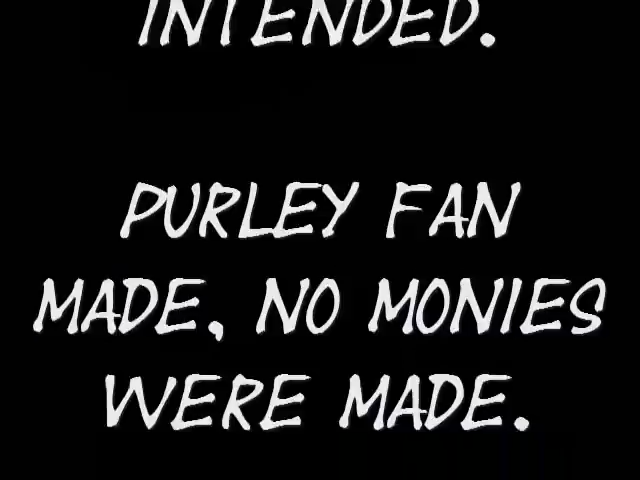 INTENDED.
PURLEY FAN
MADE, NO MONIES
WERE MADE.